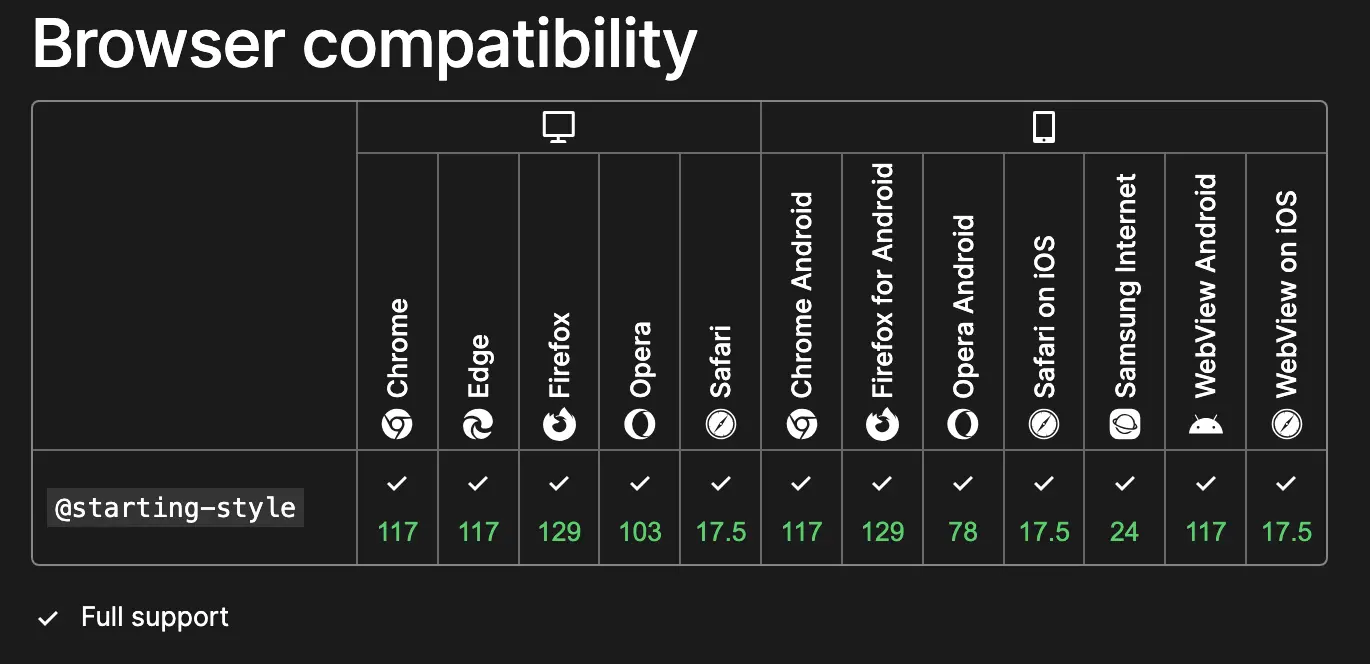 Browser compatibility
Chrome
Edge
Firefox
Opera
Safari
Chrome Android
Firefox for Android
Opera Android
Safari on iOS
Samsung Internet
WebView Android
WebView on iOS
@starting-style
117 117 129 103 17.5 117 129 78 17.5 24 117 17.5
Full support